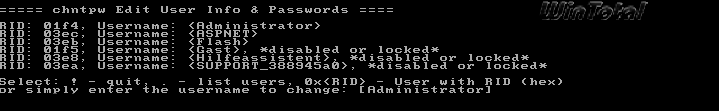 ===== chntpw Edit User Info & Passwords ====
WinTotal
RID: 01f4, Username: <Administrator>
RID: 03ec, Username: <ASPNET>
RID: 03eb, Username: <Flash>
RID: 01f5, Username: <Gast>, *disabled or locked*
RID: 03e8, Username: <Hilfeassistent>, *disabled or locked*
RID: 03ea, Username: <SUPPORT_388945a0>, *disabled or locked*
Select: ! - quit, . - list users, 0x<RID> - User with RID (hex)
or simply enter the username to change: [Administrator]